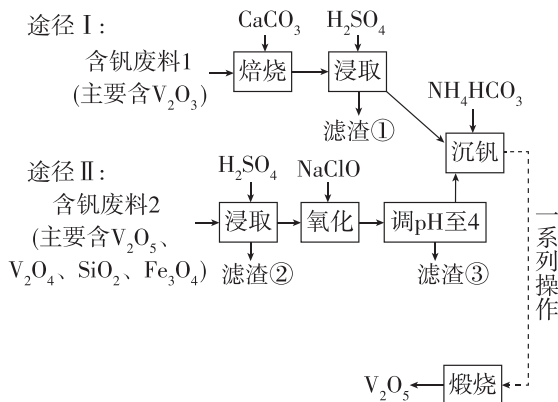 途径Ⅰ:
CaCO₃
H₂SO₄
含钒废料1
(主要含V₂O₃)
焙烧
浸取
滤渣①
NH₄HCO₃
沉钒
途径Ⅱ:
H₂SO₄
NaClO
含钒废料2
(主要含V₂O₅、
V₂O₄、SiO₂、Fe₃O₄)
浸取
氧化
调pH至4
滤渣②
滤渣③
一系列操作
V₂O₅
煅烧